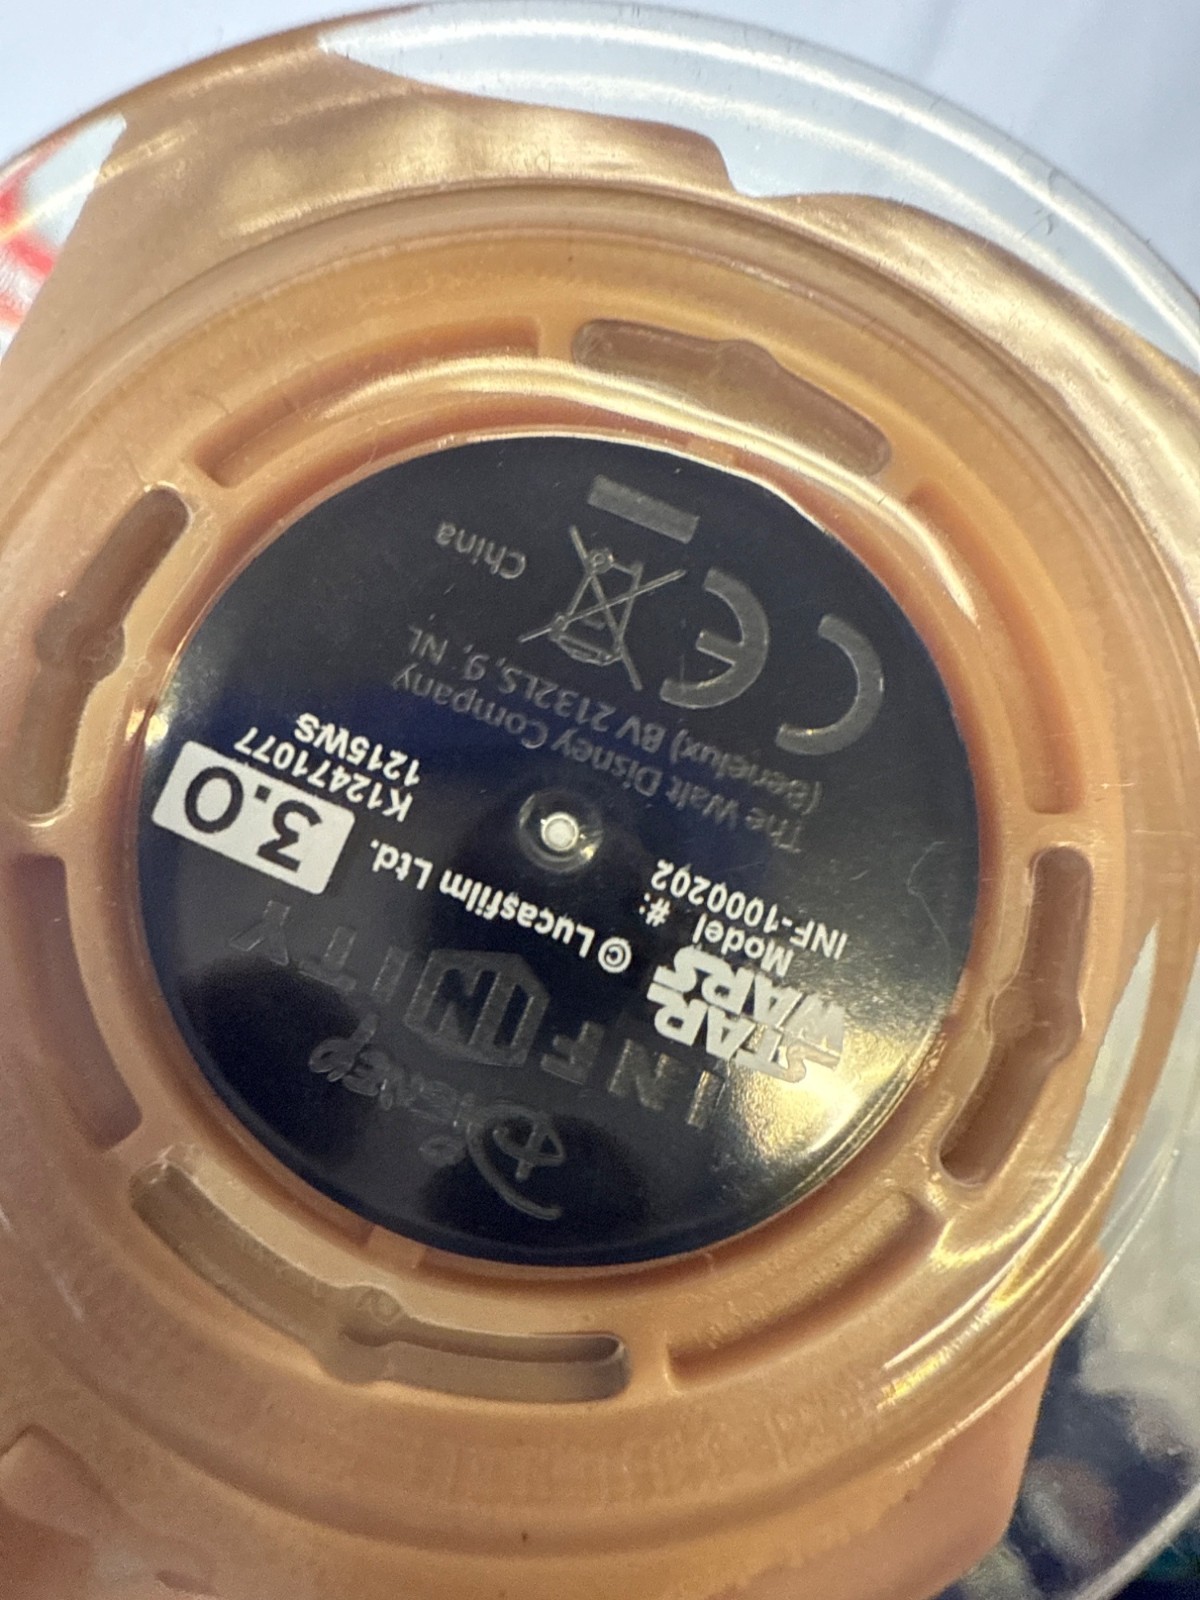 DISNEY
INFINITY
STAR
WARS
© Lucasfilm Ltd.
3.0
Model #:
INF-1000202
K12471077
1215WS
The Walt Disney Company
(Benelux) BV 2132LS, 9, NL
CE
China